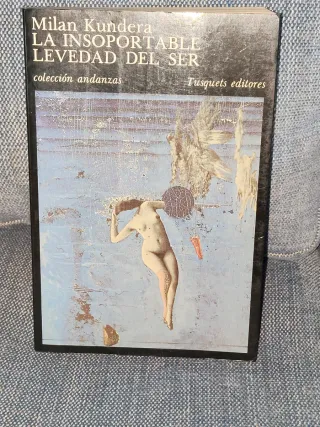 Milan Kundera
LA INSOPORTABLE
LEVEDAD DEL SER
colección andanzas Tusquets editores